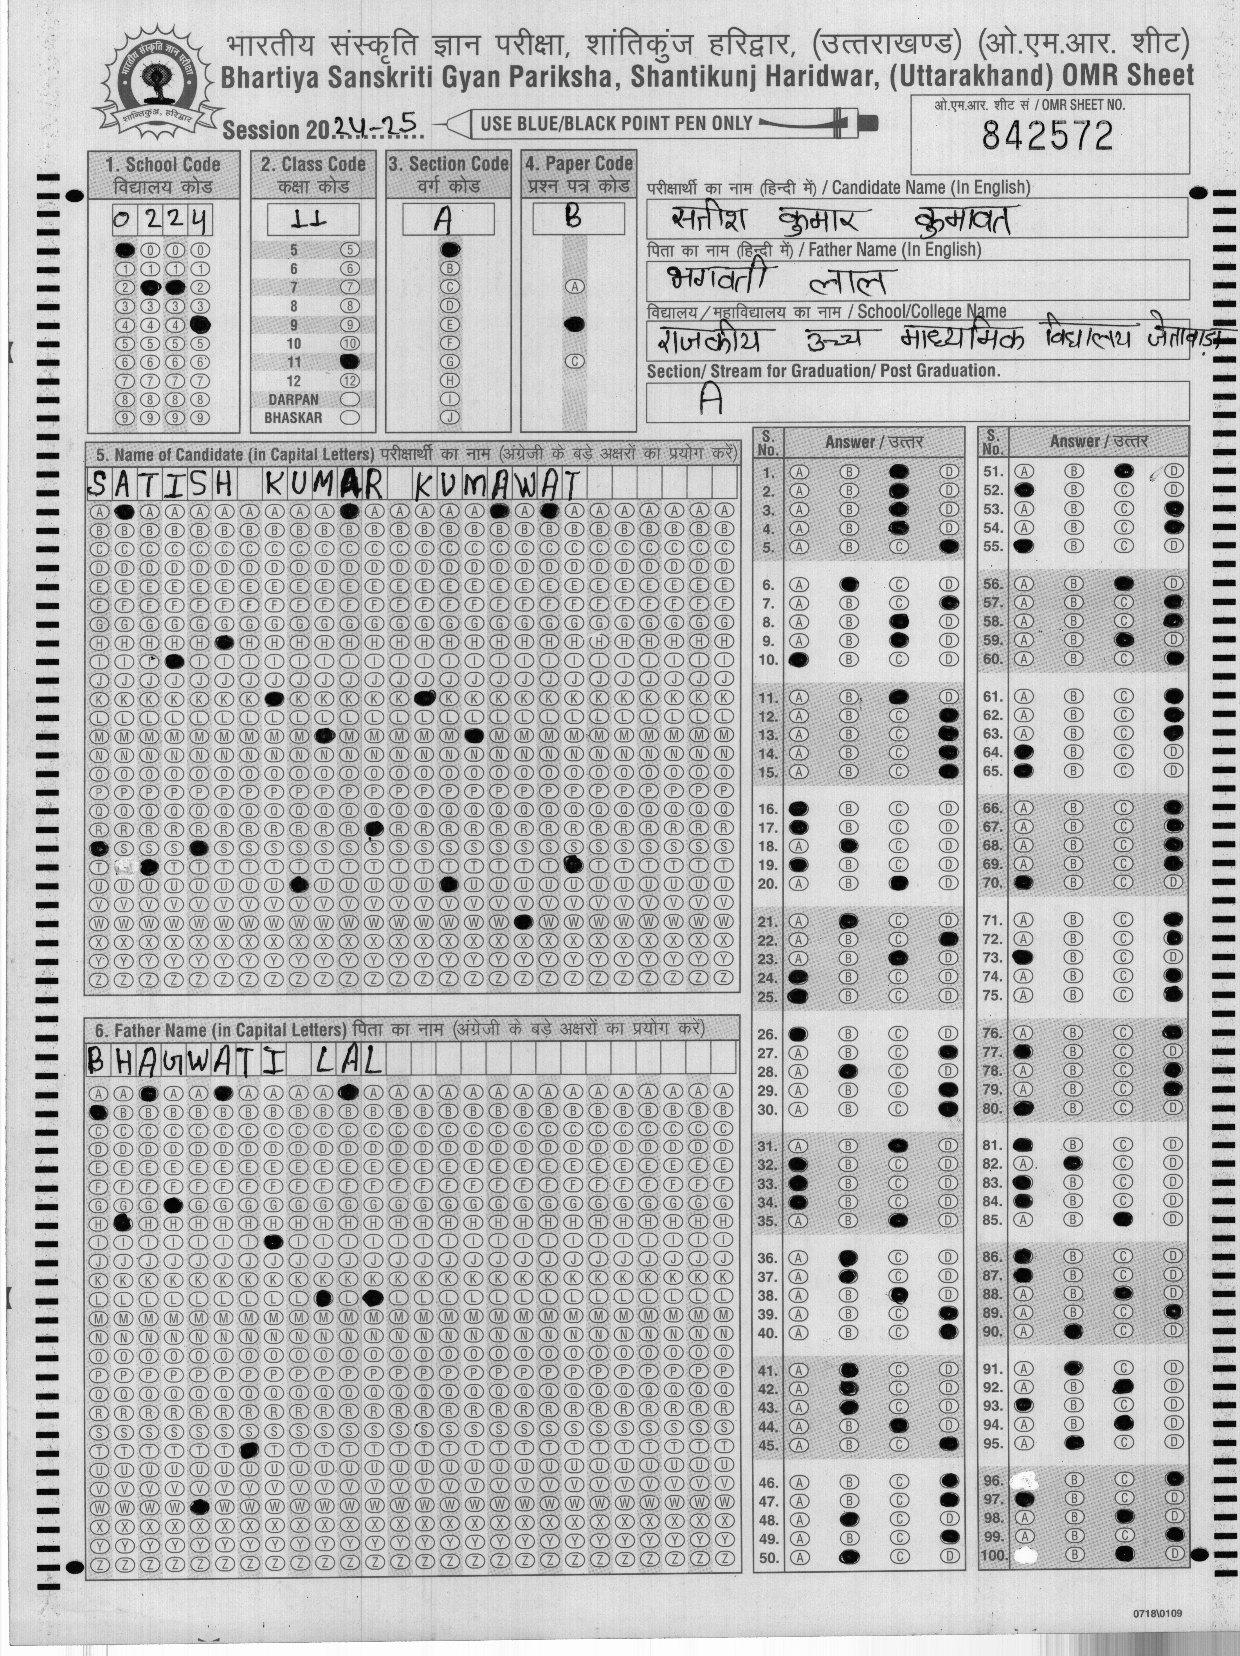 भारतीय संस्कृति ज्ञान परीक्षा, शांतिकुंज हरिद्वार, (उत्तराखण्ड) (ओ.एम.आर. शीट)
Bhartiya Sanskriti Gyan Pariksha, Shantikunj Haridwar, (Uttarakhand) OMR Sheet
Session 2024-25 USE BLUE/BLACK POINT PEN ONLY
ओ.एम.आर. शीट सं / OMR SHEET NO.
842572
1. School Code
विद्यालय कोड
0224
2. Class Code
कक्षा कोड
11
5
6
7
8
9
10
11
12
DARPAN
BHASKAR
3. Section Code
वर्ग कोड
A
4. Paper Code
प्रश्न पत्र कोड
B
परीक्षार्थी का नाम (हिन्दी में) / Candidate Name (In English)
सतीश कुमार कुमावत
पिता का नाम (हिन्दी में) / Father Name (In English)
भगवती लाल
विद्यालय/महाविद्यालय का नाम / School/College Name
राजकीय उच्च माध्यमिक विद्यालय जेतावाड़ा
Section/ Stream for Graduation/ Post Graduation.
A
5. Name of Candidate (in Capital Letters) परीक्षार्थी का नाम (अंग्रेजी के बड़े अक्षरों का प्रयोग करें)
SATISH KUMAR KUMAWAT
6. Father Name (in Capital Letters) पिता का नाम (अंग्रेजी के बड़े अक्षरों का प्रयोग करें)
BHAGWATI LAL
S. No. Answer / उत्तर
S. No. Answer / उत्तर
0718\0109